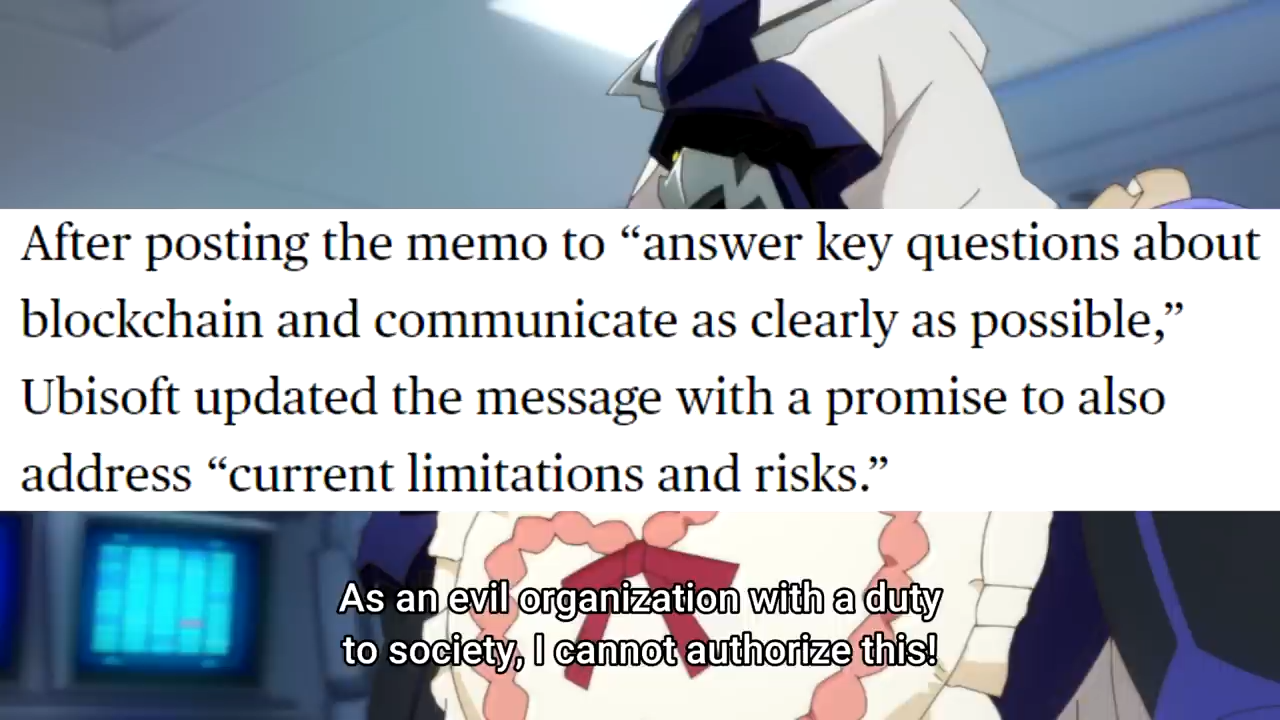 After posting the memo to “answer key questions about
blockchain and communicate as clearly as possible,”
Ubisoft updated the message with a promise to also
address “current limitations and risks.”
As an evil organization with a duty
to society, I cannot authorize this!